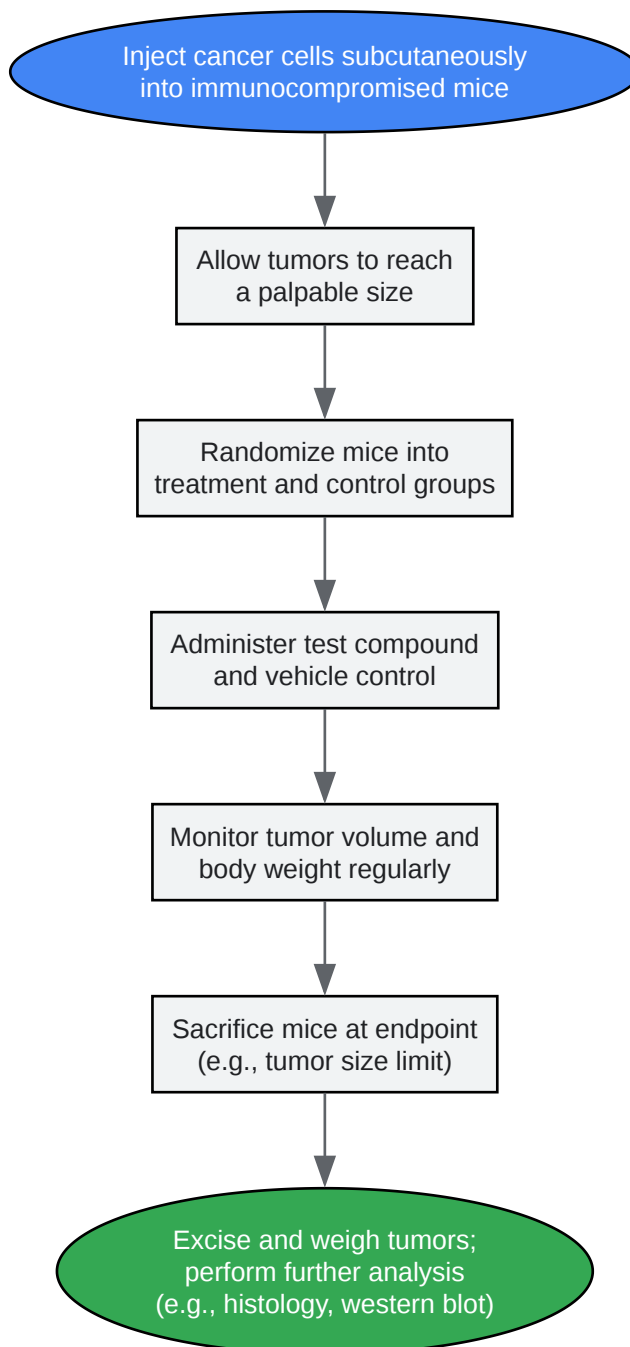 Inject cancer cells subcutaneously
into immunocompromised mice
Allow tumors to reach
a palpable size
Randomize mice into
treatment and control groups
Administer test compound
and vehicle control
Monitor tumor volume and
body weight regularly
Sacrifice mice at endpoint
(e.g., tumor size limit)
Excise and weigh tumors;
perform further analysis
(e.g., histology, western blot)